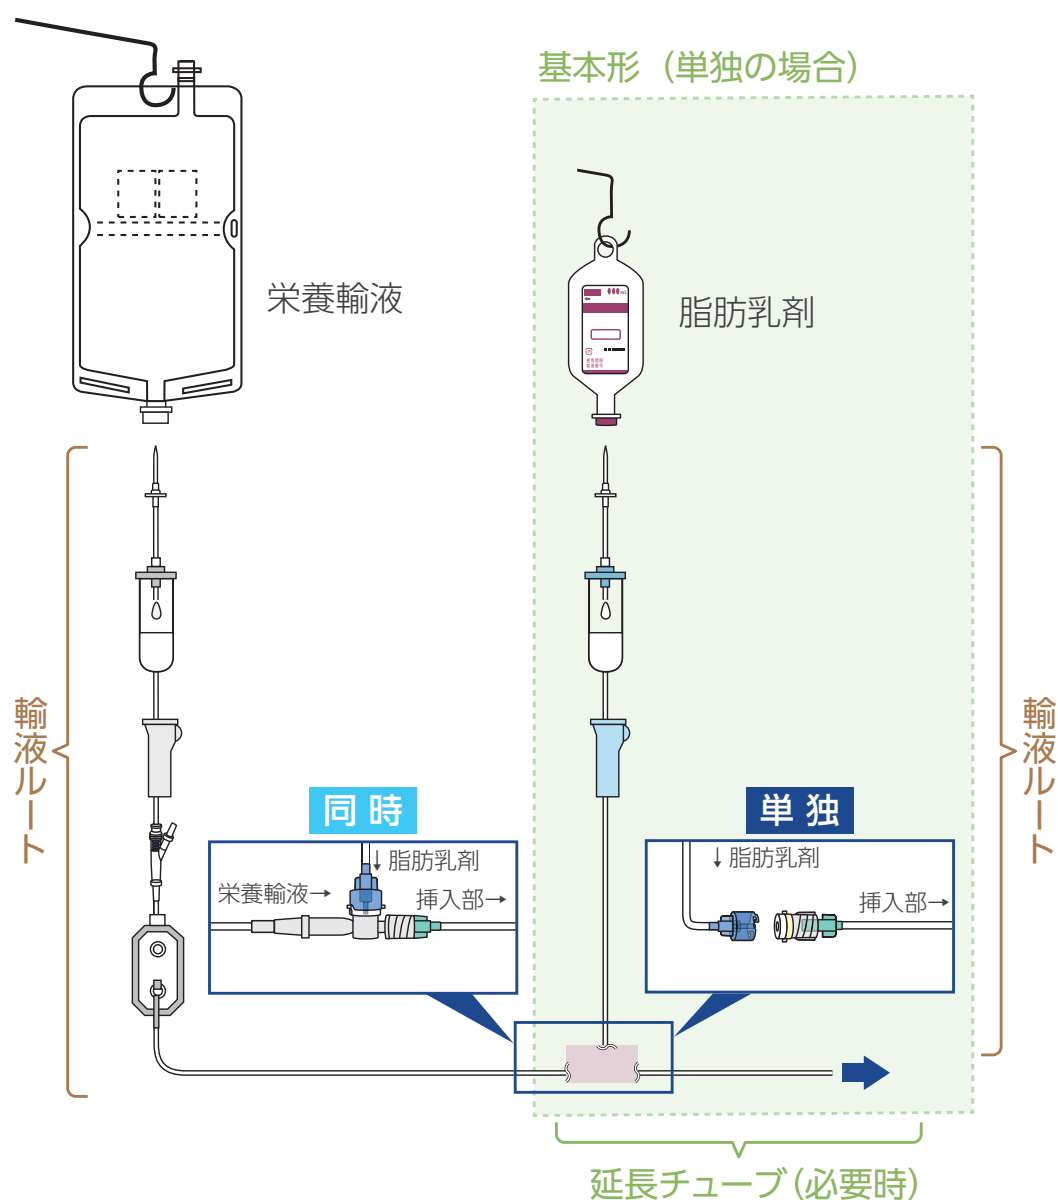 基本形（単独の場合）
栄養輸液
脂肪乳剤
輸液ルート
輸液ルート
同時
↓脂肪乳剤
栄養輸液→
挿入部→
単独
↓脂肪乳剤
挿入部→
延長チューブ（必要時）